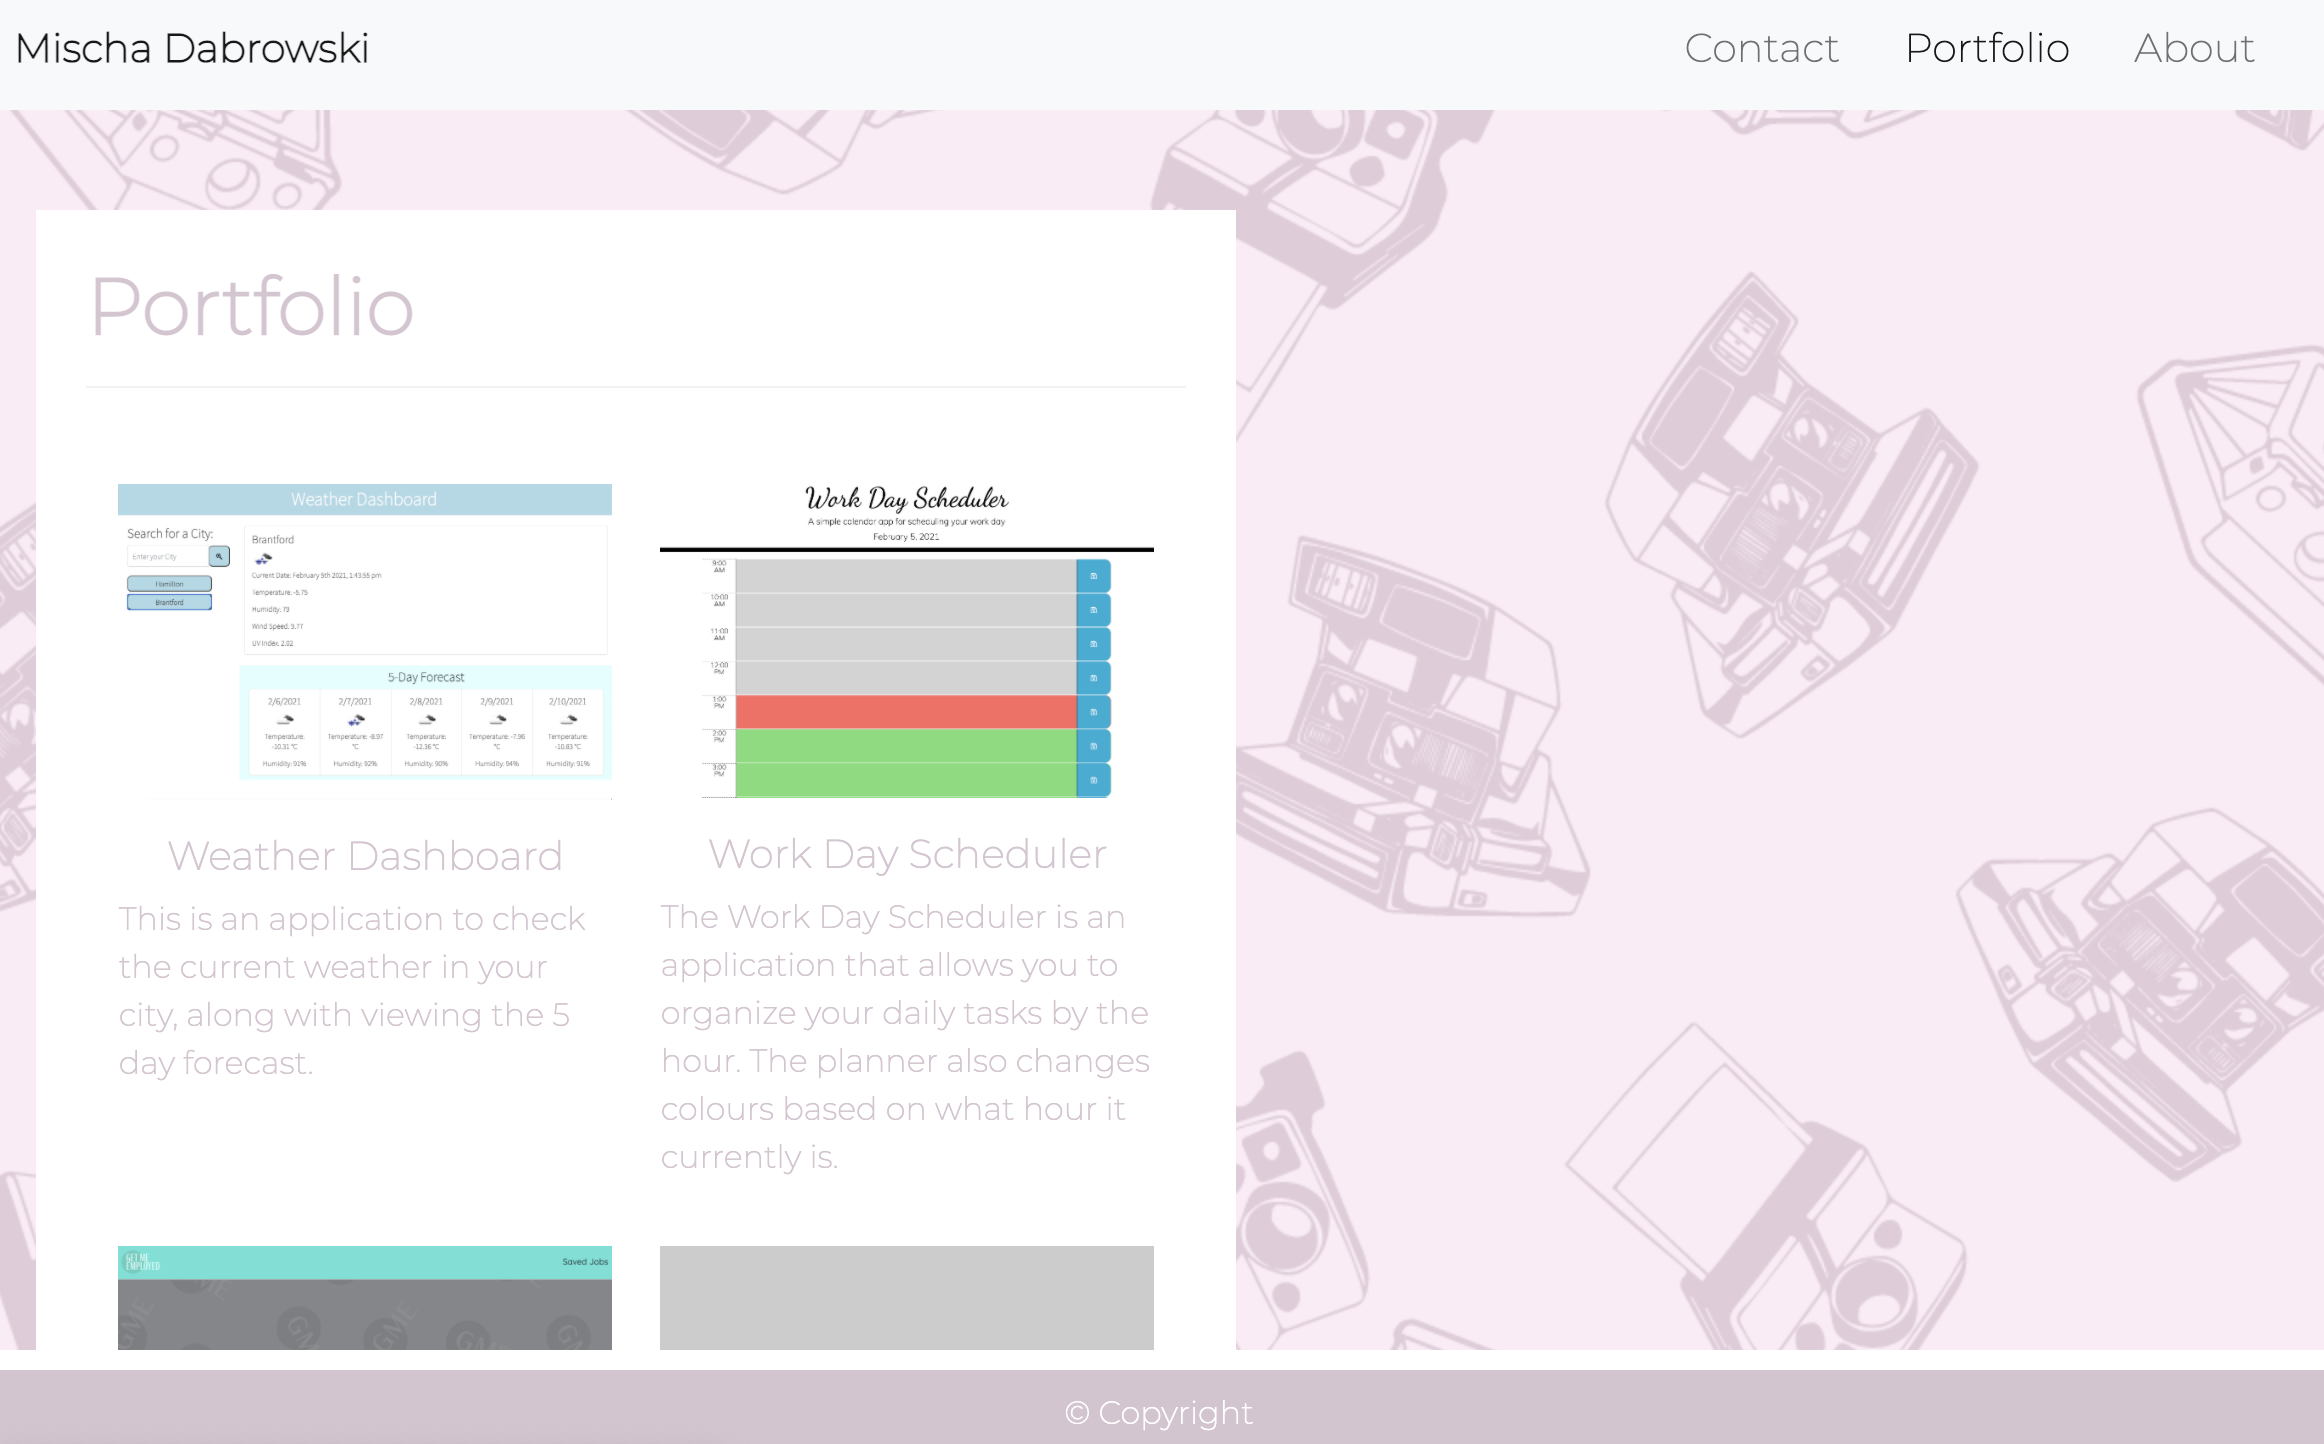 Mischa Dabrowski
Contact
Portfolio
About
Portfolio
Weather Dashboard
Search for a City:
Enter your City
Hamilton
Brantford
Brantford
Current Date: February 5th 2021, 1:43:55 pm
Temperature: -5.75
Humidity: 73
Wind Speed: 9.77
UV Index: 2.02
5-Day Forecast
2/6/2021
2/7/2021
2/8/2021
2/9/2021
2/10/2021
Temperature:
-10.31 °C
Humidity: 91%
Temperature: -8.97
°C
Humidity: 92%
Temperature:
-12.36 °C
Humidity: 90%
Temperature: -7.96
°C
Humidity: 94%
Temperature:
-10.83 °C
Humidity: 91%
Weather Dashboard
This is an application to check
the current weather in your
city, along with viewing the 5
day forecast.
Work Day Scheduler
A simple calendar app for scheduling your work day
February 5, 2021
9:00
AM
10:00
AM
11:00
AM
12:00
PM
1:00
PM
2:00
PM
3:00
PM
Work Day Scheduler
The Work Day Scheduler is an
application that allows you to
organize your daily tasks by the
hour. The planner also changes
colours based on what hour it
currently is.
GET ME
EMPLOYED
Saved Jobs
GME
GME
© Copyright